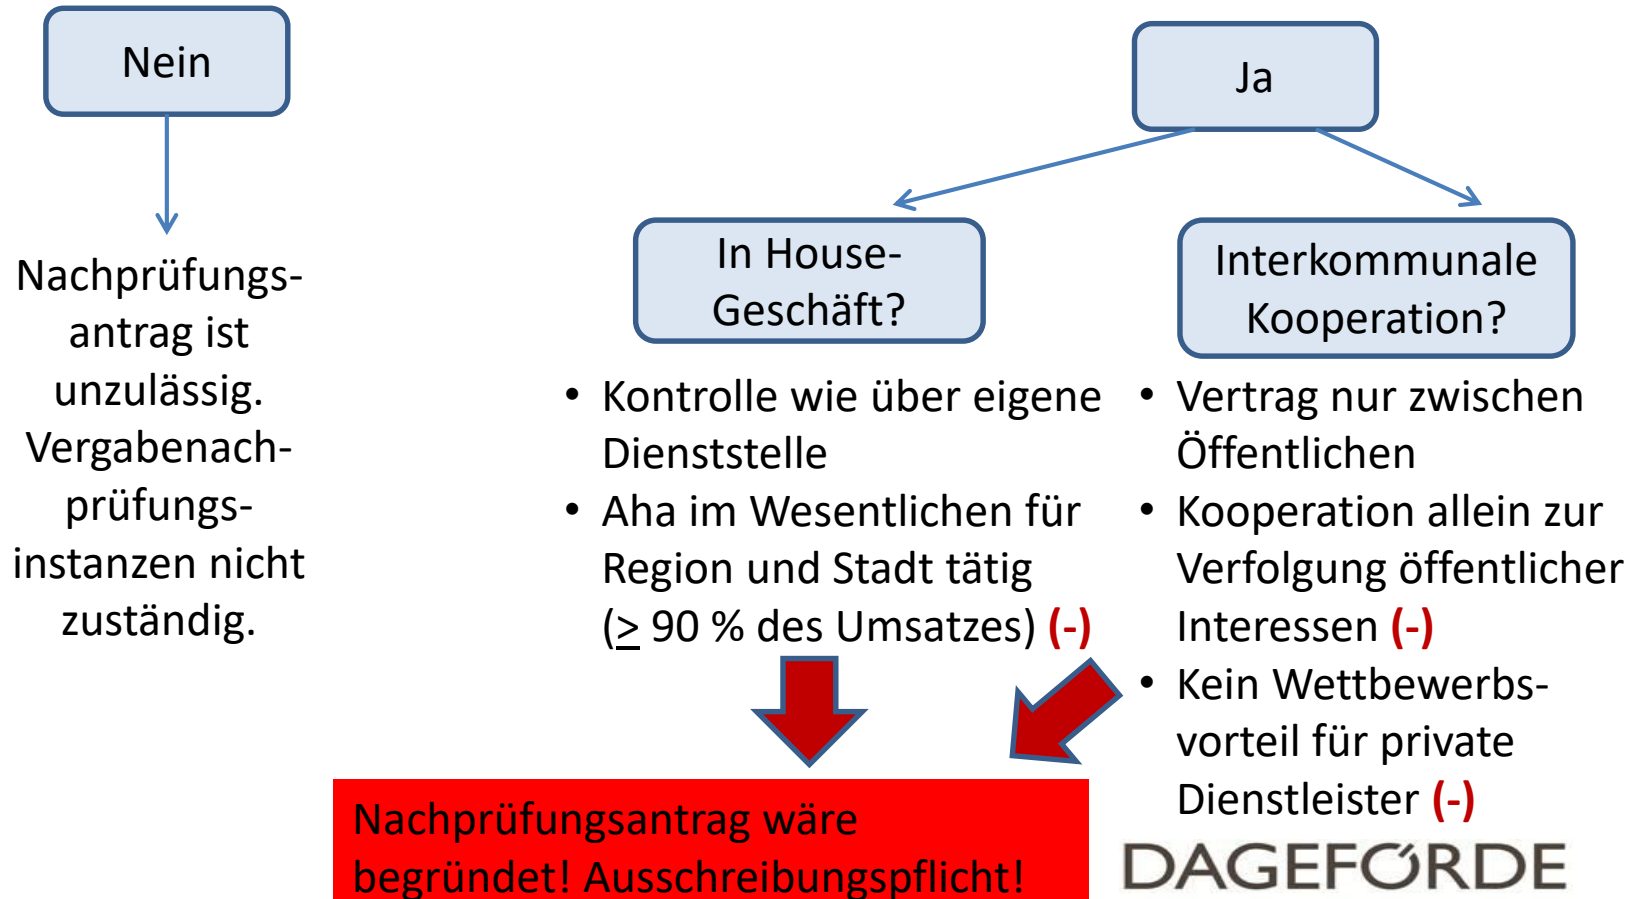 Nein
Nachprüfungs-
antrag ist
unzulässig.
Vergabenach-
prüfungs-
instanzen nicht
zuständig.
Ja
In House-
Geschäft?
• Kontrolle wie über eigene
Dienststelle
• Aha im Wesentlichen für
Region und Stadt tätig
(≥ 90 % des Umsatzes) (-)
Interkommunale
Kooperation?
• Vertrag nur zwischen
Öffentlichen
• Kooperation allein zur
Verfolgung öffentlicher
Interessen (-)
• Kein Wettbewerbs-
vorteil für private
Dienstleister (-)
Nachprüfungsantrag wäre
begründet! Ausschreibungspflicht!
DAGEFÖRDE